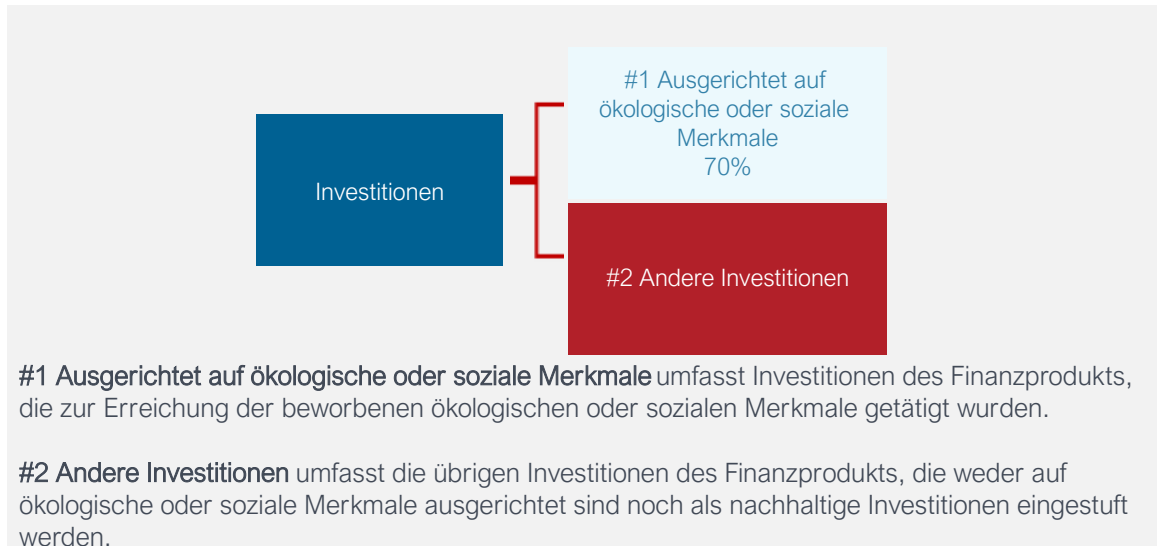 #1 Ausgerichtet auf
ökologische oder soziale
Merkmale
70%
Investitionen
#2 Andere Investitionen
#1 Ausgerichtet auf ökologische oder soziale Merkmale umfasst Investitionen des Finanzprodukts,
die zur Erreichung der beworbenen ökologischen oder sozialen Merkmale getätigt wurden.
#2 Andere Investitionen umfasst die übrigen Investitionen des Finanzprodukts, die weder auf
ökologische oder soziale Merkmale ausgerichtet sind noch als nachhaltige Investitionen eingestuft
werden.